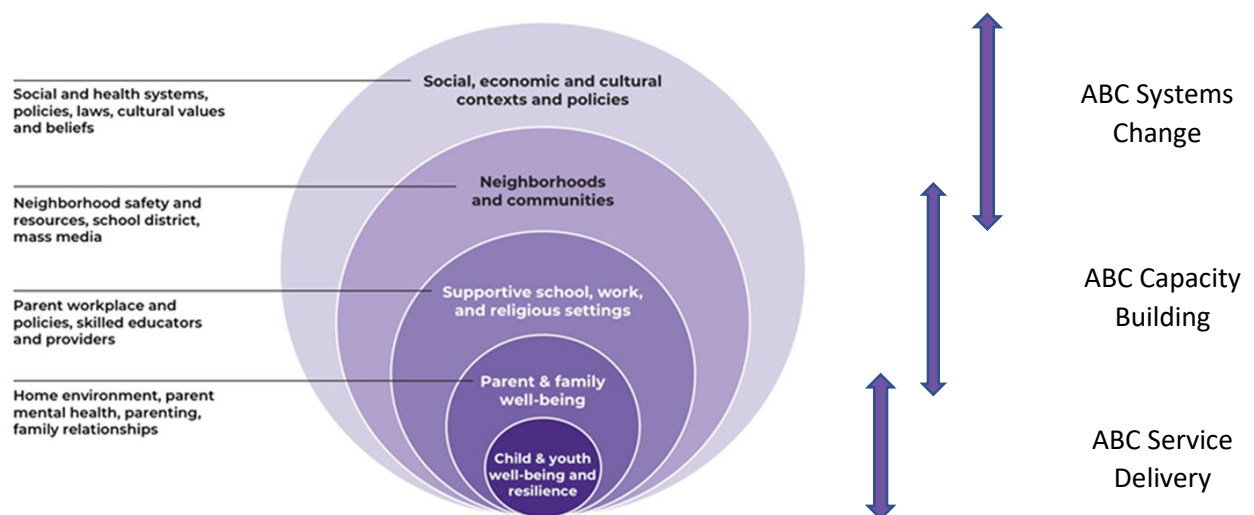 Social and health systems,
policies, laws, cultural values
and beliefs
Neighborhood safety and
resources, school district,
mass media
Parent workplace and
policies, skilled educators
and providers
Home environment, parent
mental health, parenting,
family relationships
Social, economic and cultural
contexts and policies
Neighborhoods
and communities
Supportive school, work,
and religious settings
Parent & family
well-being
Child & youth
well-being and
resilience
ABC Systems
Change
ABC Capacity
Building
ABC Service
Delivery